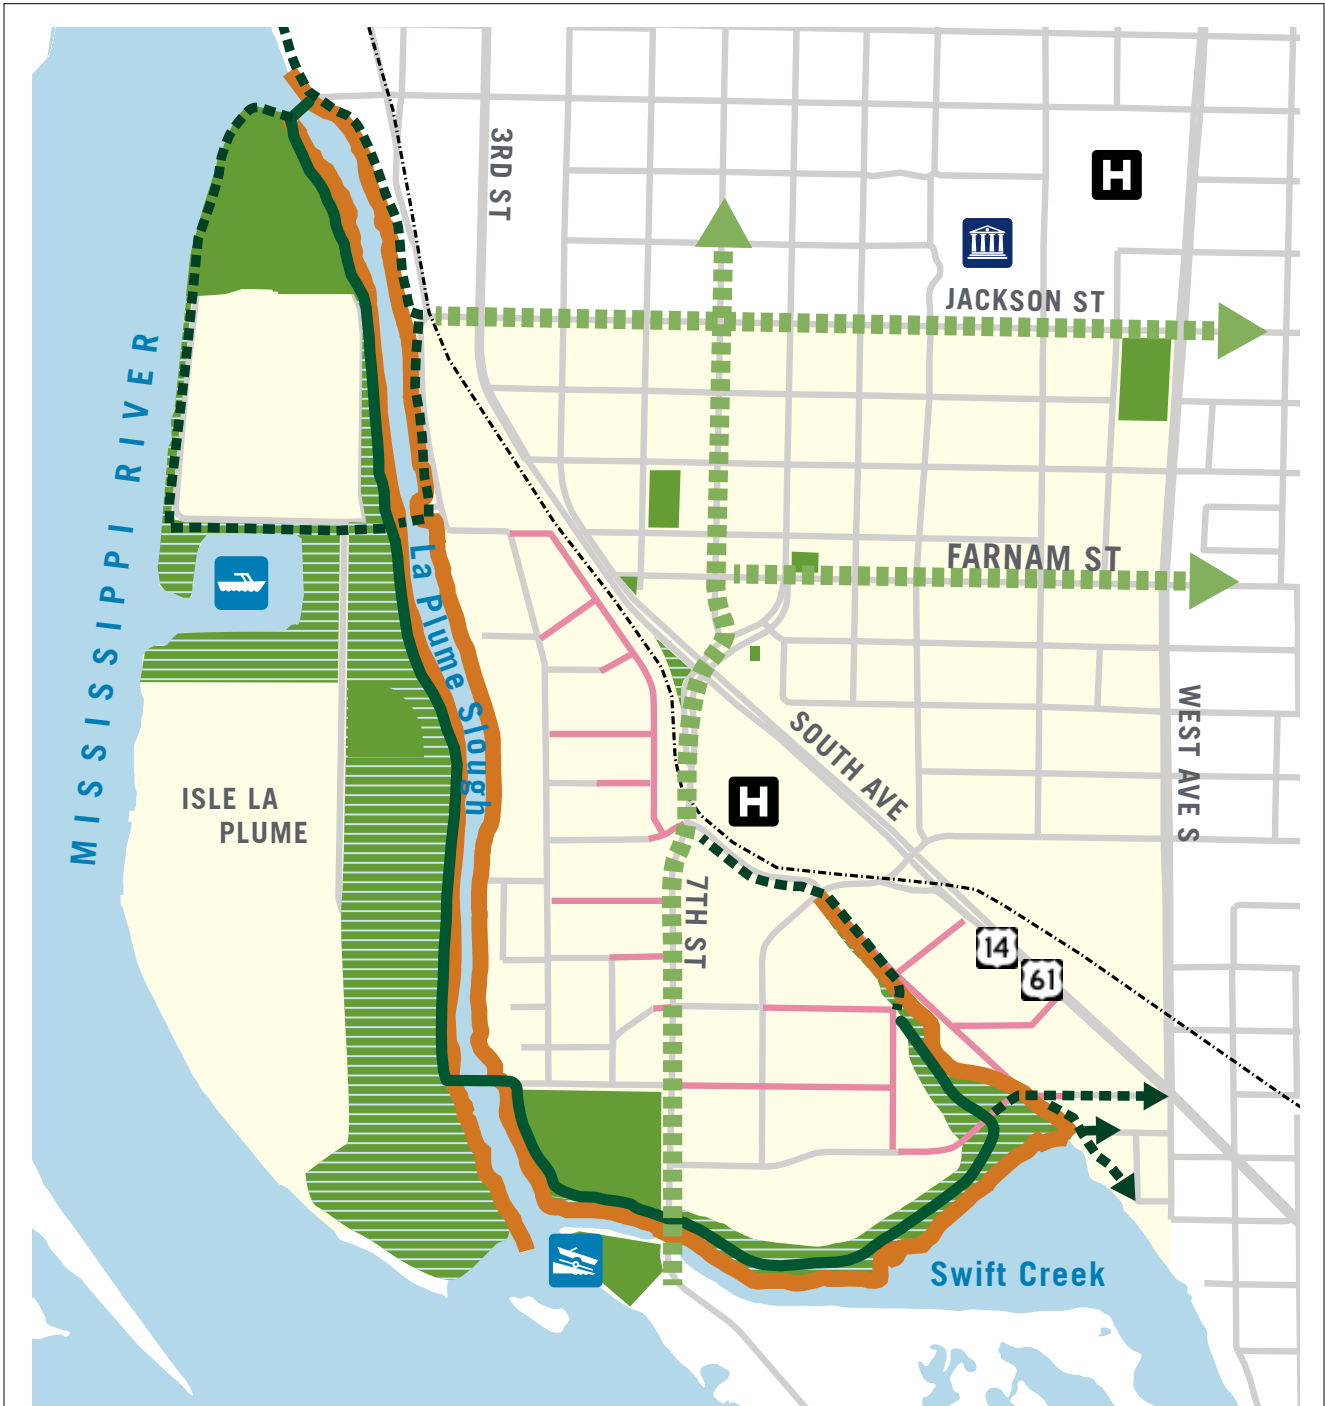 3RD ST
H
JACKSON ST
MISSISSIPPI RIVER
FARNAM ST
La Plume Slough
WEST AVE S
SOUTH AVE
ISLE LA
PLUME
H
7TH ST
14
61
Swift Creek